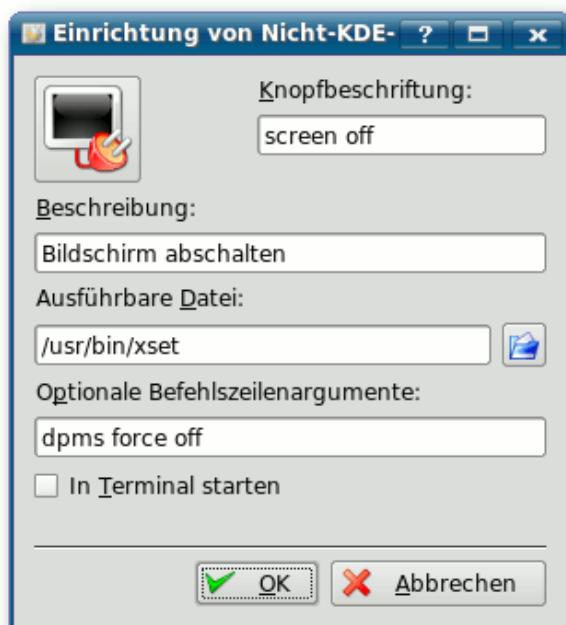 Einrichtung von Nicht-KDE-
Knopfbeschriftung:
screen off
Beschreibung:
Bildschirm abschalten
Ausführbare Datei:
/usr/bin/xset
Optionale Befehlszeilenargumente:
dpms force off
In Terminal starten
OK Abbrechen